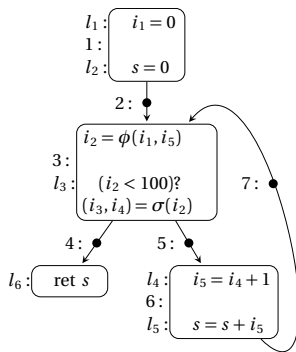 l₁: i₁ = 0
1:
l₂: s = 0
2:
i₂ = ϕ(i₁, i₅)
3:
l₃: (i₂ < 100)?
7:
(i₃, i₄) = σ(i₂)
4: 5:
l₆: ret s
l₄: i₅ = i₄ + 1
6:
l₅: s = s + i₅